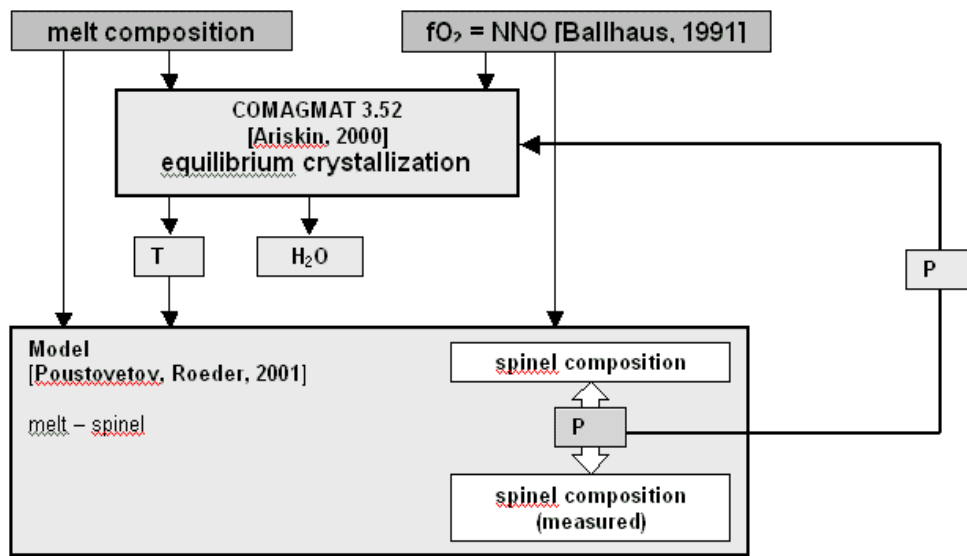 melt composition
fO₂ = NNO [Ballhaus, 1991]
COMAGMAT 3.52
[Ariskin, 2000]
equilibrium crystallization
T
H₂O
P
Model
[Poustovetov, Roeder, 2001]
melt – spinel
spinel composition
P
spinel composition
(measured)